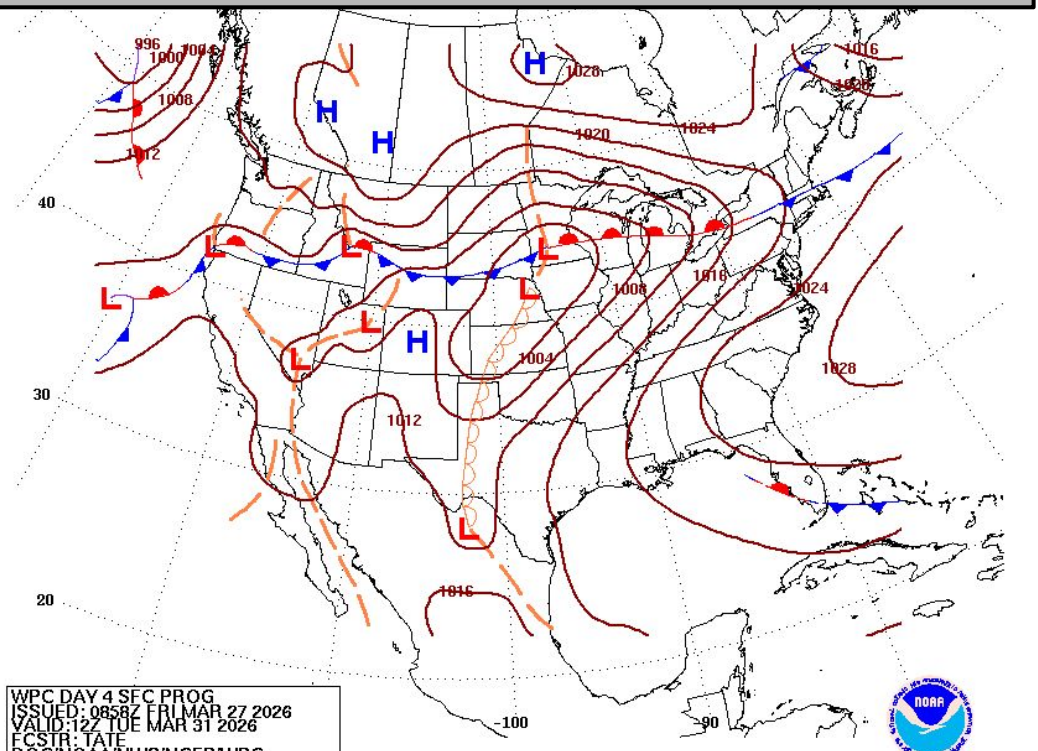 996
1000
1004
1008
1012
H
1028
1016
1020
H
H
1020
1024
40
L
L
L
L
L
1008
1016
1024
L
L
H
1004
1028
30
1012
L
20
1016
-100
-90
WPC DAY 4 SFC PROG
ISSUED: 0858Z FRI MAR 27 2026
VALID:12Z TUE MAR 31 2026
FCSTR: TATE
NOAA